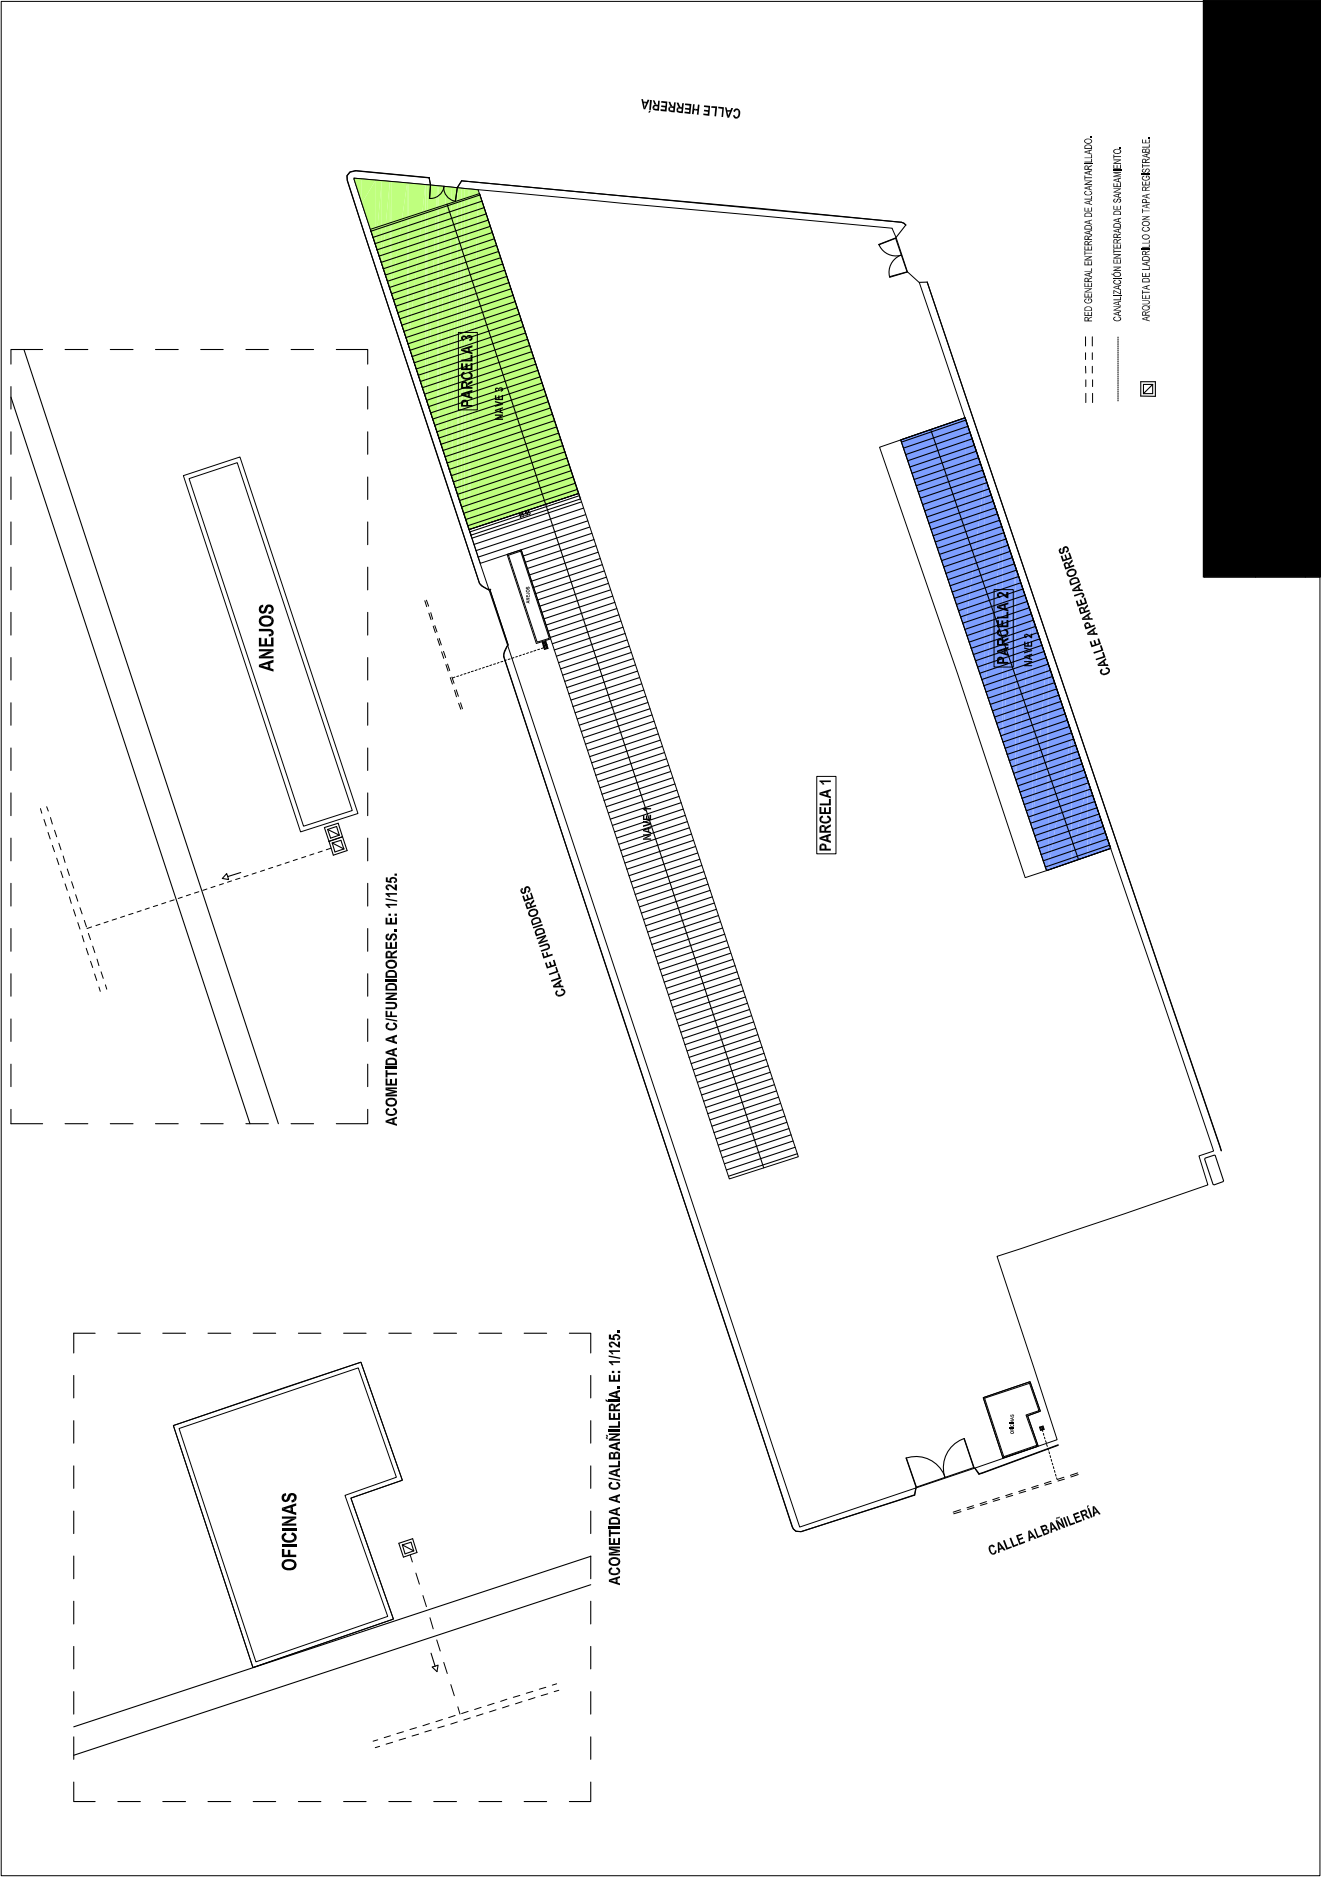 CALLE HERRERÍA
RED GENERAL ENTERRADA DE ALCANTARILLADO.
CANALIZACIÓN ENTERRADA DE SANEAMIENTO.
ARQUETA DE LADRILLO CON TAPA REGISTRABLE.
PARCELA 3
NAVE 3
ANEJOS
ACOMETIDA A C/FUNDIDORES. E: 1/125.
ANEJOS
NAVE 1
CALLE FUNDIDORES
PARCELA 1
PARCELA 2
NAVE 2
CALLE APAREJADORES
OFICINAS
ACOMETIDA A C/ALBAÑILERÍA. E: 1/125.
OFICINAS
CALLE ALBAÑILERÍA